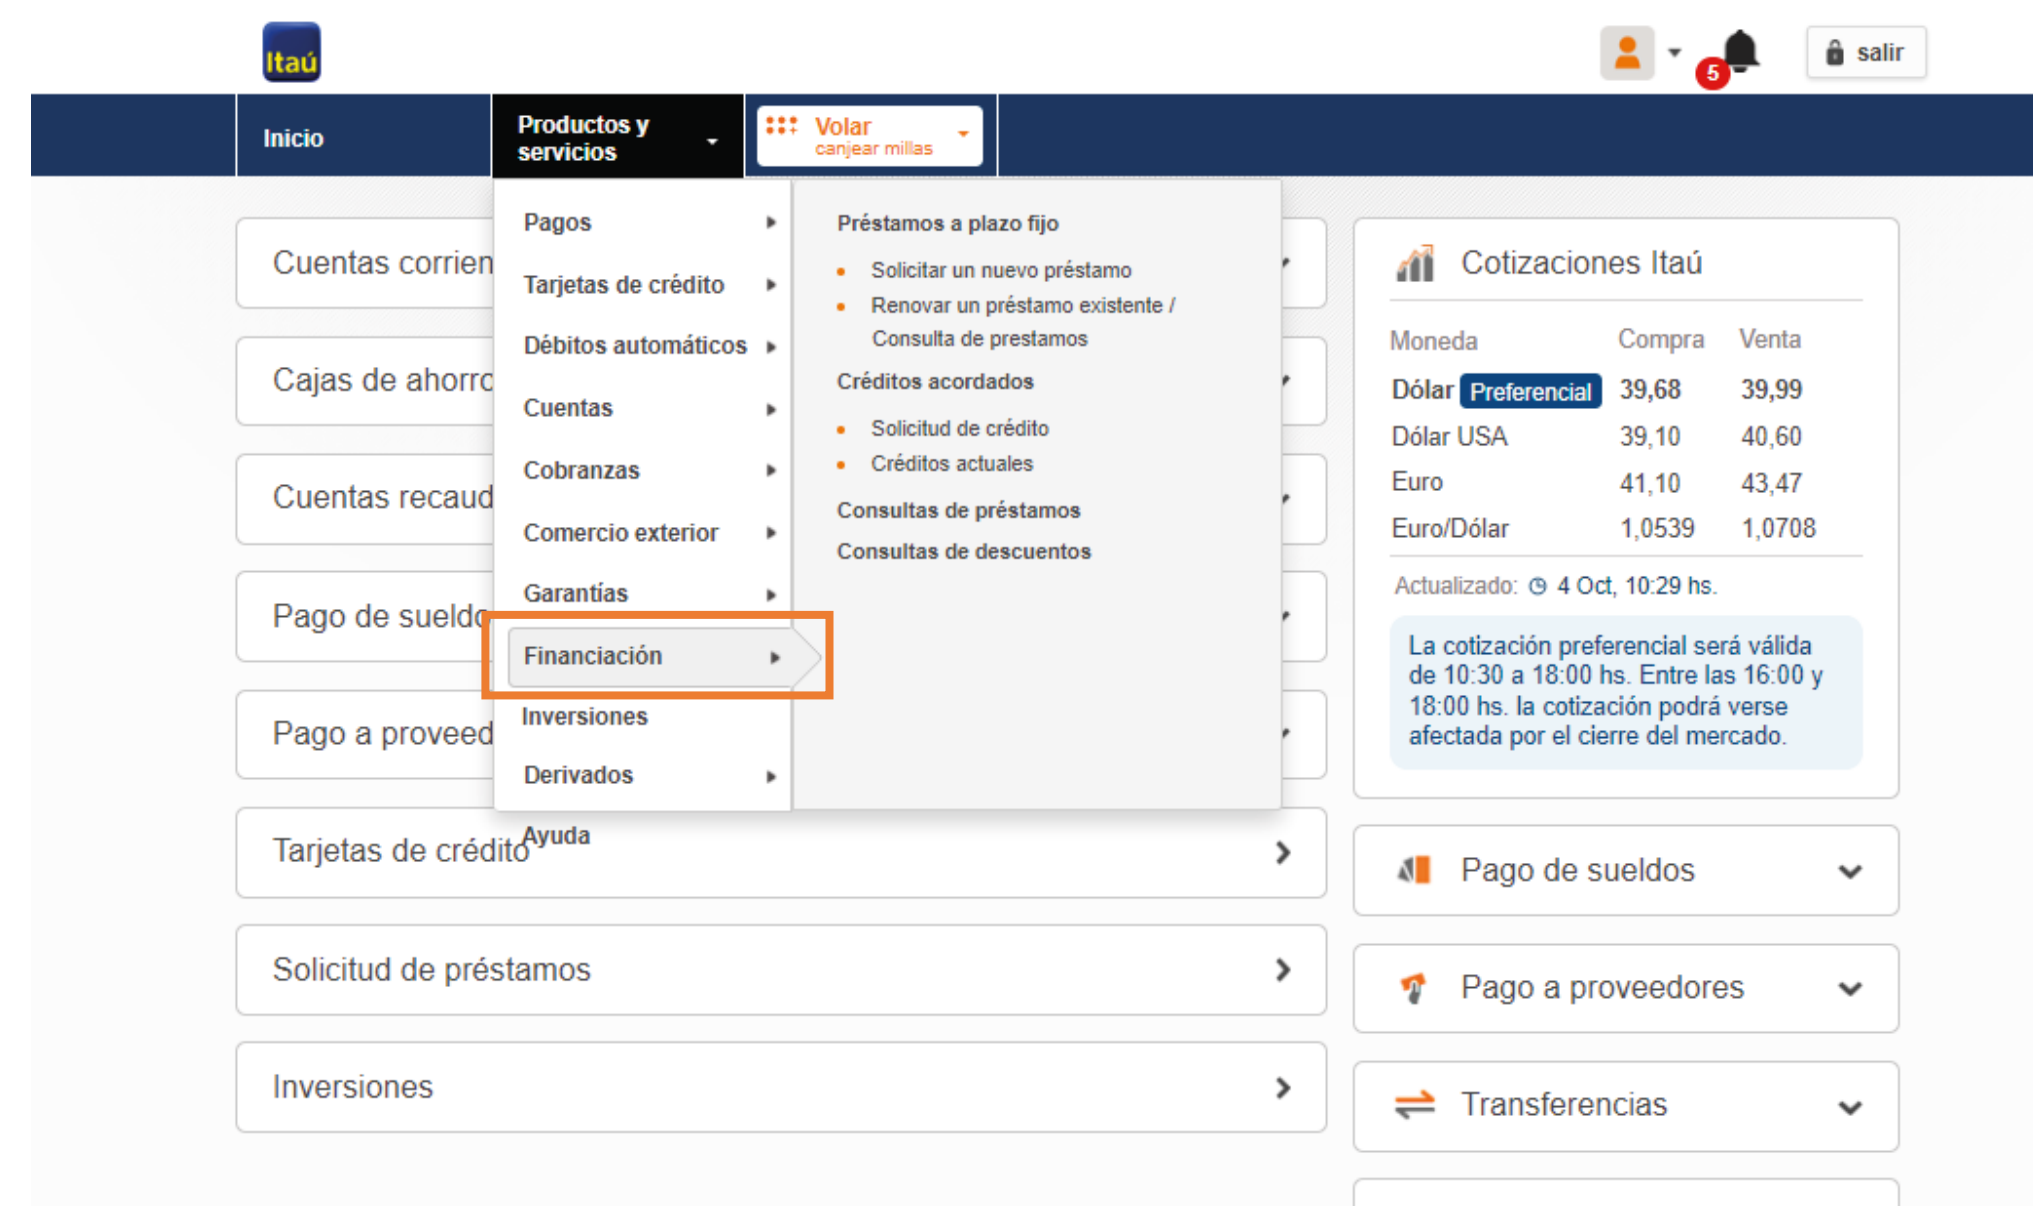 Itaú
5
salir
Inicio
Productos y
servicios
Volar
canjear millas
Pagos
Tarjetas de crédito
Débitos automáticos
Cuentas
Cobranzas
Comercio exterior
Garantías
Financiación
Inversiones
Derivados
Ayuda
Préstamos a plazo fijo
Solicitar un nuevo préstamo
Renovar un préstamo existente /
Consulta de prestamos
Créditos acordados
Solicitud de crédito
Créditos actuales
Consultas de préstamos
Consultas de descuentos
Cuentas corrien
Cajas de ahorro
Cuentas recaud
Pago de sueldo
Pago a proveed
Tarjetas de crédito
Solicitud de préstamos
Inversiones
Cotizaciones Itaú
Moneda Compra Venta
Dólar Preferencial 39,68 39,99
Dólar USA 39,10 40,60
Euro 41,10 43,47
Euro/Dólar 1,0539 1,0708
Actualizado: 4 Oct, 10:29 hs.
La cotización preferencial será válida
de 10:30 a 18:00 hs. Entre las 16:00 y
18:00 hs. la cotización podrá verse
afectada por el cierre del mercado.
Pago de sueldos
Pago a proveedores
Transferencias